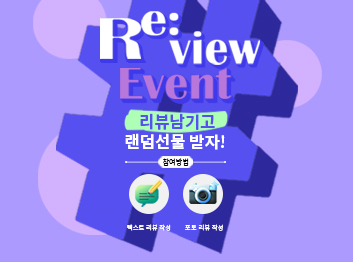 Re:
view
Event
리뷰남기고
랜덤선물 받자!
참여방법
텍스트 리뷰 작성
포토 리뷰 작성